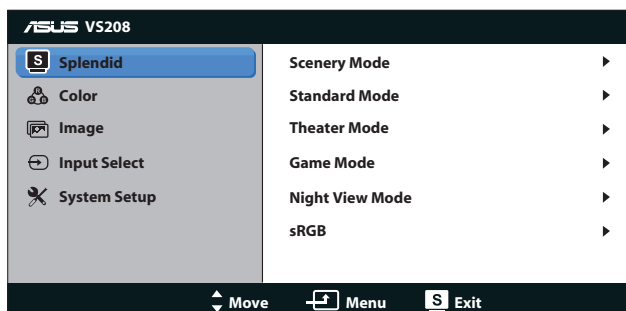 ASUS VS208
S Splendid
Color
Image
Input Select
System Setup
Scenery Mode
Standard Mode
Theater Mode
Game Mode
Night View Mode
sRGB
Move Menu S Exit